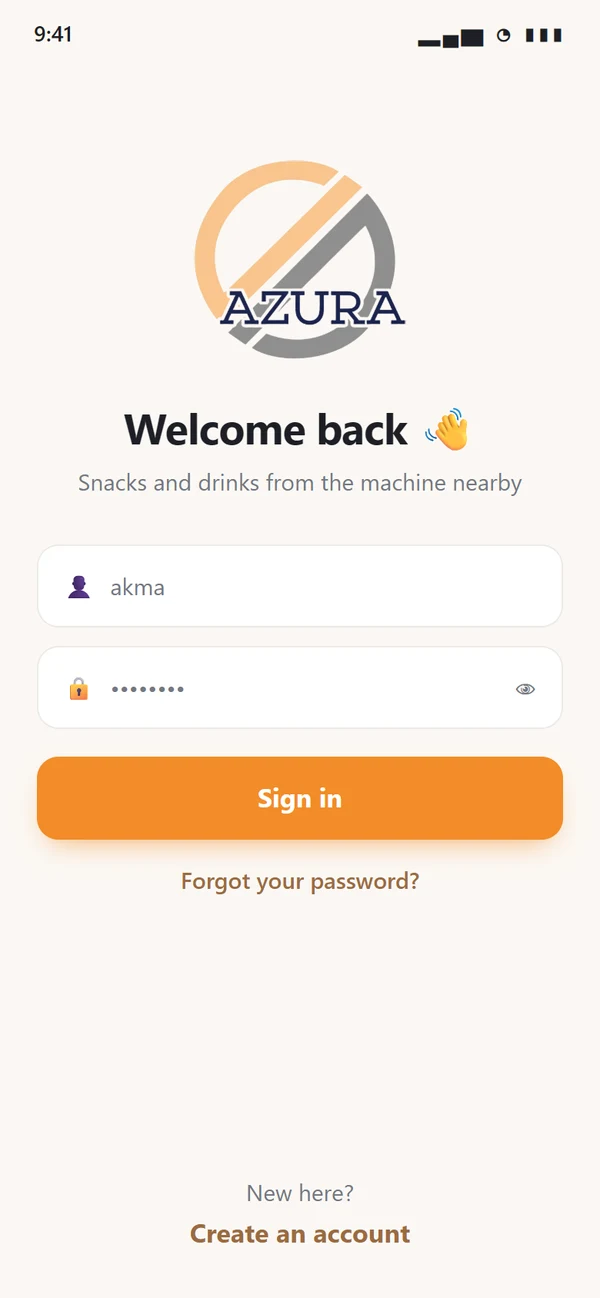 9:41
AZURA
Welcome back 👋
Snacks and drinks from the machine nearby
akma
••••••••
Sign in
Forgot your password?
New here?
Create an account